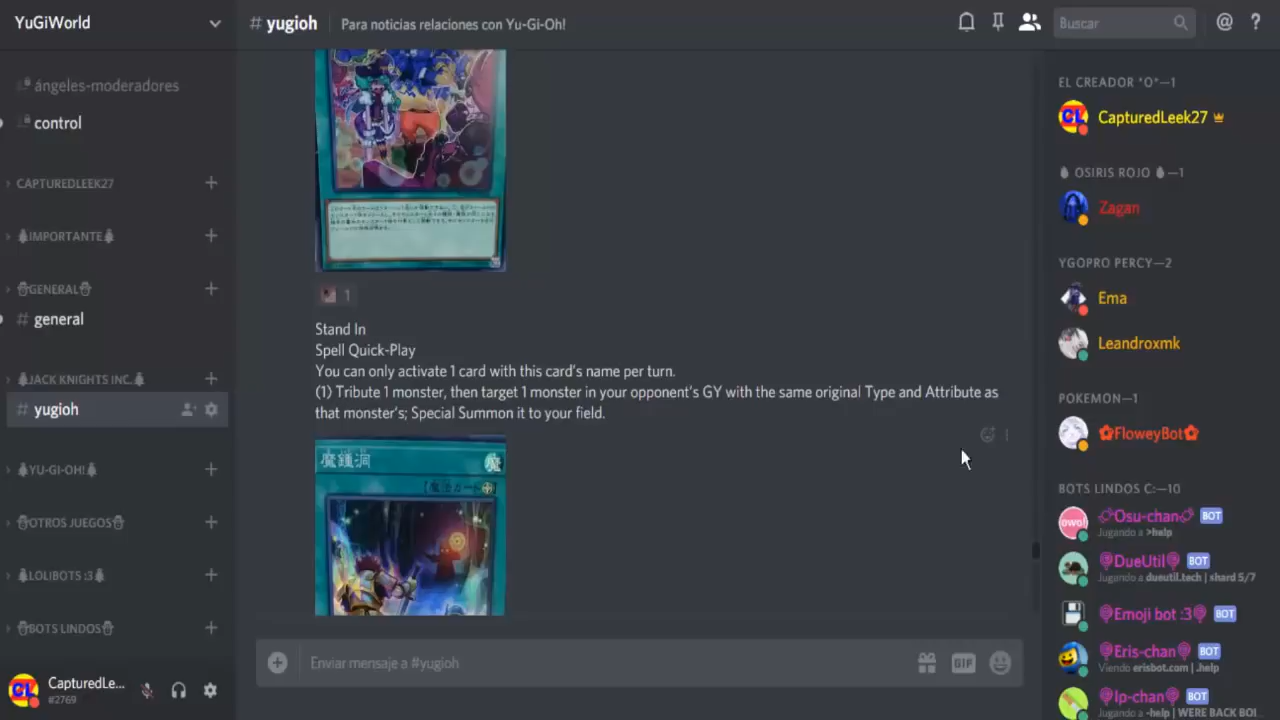 YuGiWorld
# yugioh
Para noticias relaciones con Yu-Gi-Oh!
Buscar
@
?
ángeles-moderadores
control
CAPTUREDLEEK27
IMPORTANTE
GENERAL
# general
JACK KNIGHTS INC.
# yugioh
YU-GI-OH!
OTROS JUEGOS
LOLIBOTS :3
BOTS LINDOS
CapturedLe...
#2769
1
Stand In
Spell Quick-Play
You can only activate 1 card with this card's name per turn.
(1) Tribute 1 monster, then target 1 monster in your opponent's GY with the same original Type and Attribute as
that monster's; Special Summon it to your field.
魔鍾洞
魔
Enviar mensaje a #yugioh
GIF
EL CREADOR *O*—1
CL CapturedLeek27
OSIRIS ROJO —1
Zagan
YGOPRO PERCY—2
Ema
Leandroxmk
POKEMON—1
✿FloweyBot✿
BOTS LINDOS C:—10
owo! Osu-chan BOT
Jugando a >help
DueUtil BOT
Jugando a dueutil.tech | shard 5/7
Emoji bot :3 BOT
Eris-chan BOT
Viendo erisbot.com | .help
Ip-chan BOT
Jugando a -help | WERE BACK BOI